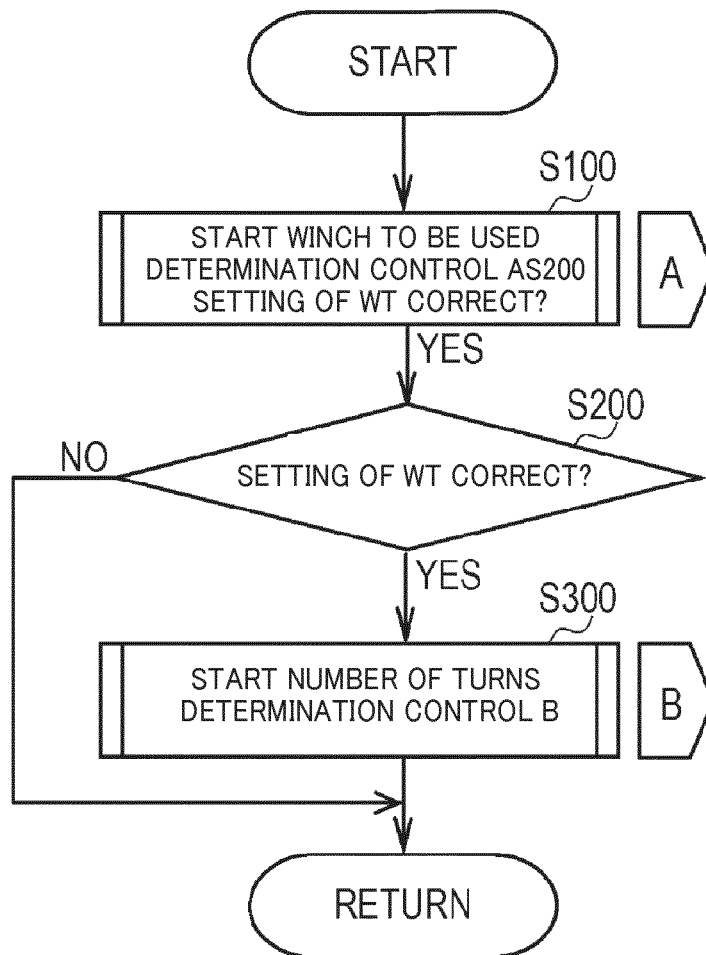 START
S100
START WINCH TO BE USED
DETERMINATION CONTROL AS200
SETTING OF WT CORRECT?
A
YES
S200
NO
SETTING OF WT CORRECT?
YES
S300
START NUMBER OF TURNS
DETERMINATION CONTROL B
B
RETURN